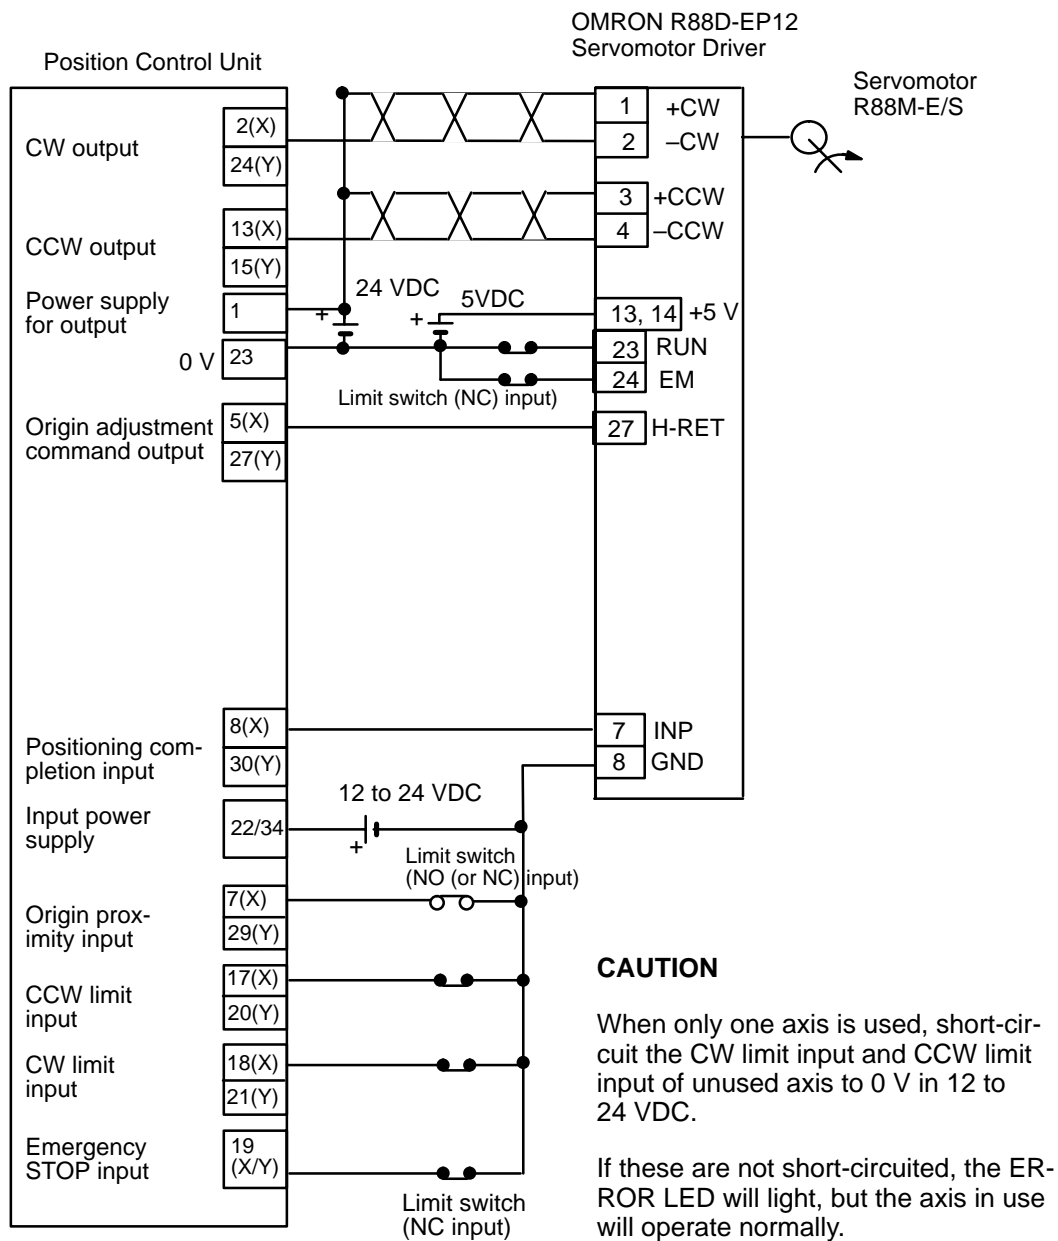 OMRON R88D-EP12
Servomotor Driver
Position Control Unit
Servomotor
R88M-E/S
CW output
2(X)
24(Y)
1 +CW
2 –CW
CCW output
13(X)
15(Y)
3 +CCW
4 –CCW
Power supply
for output
1
24 VDC
+
5VDC
+
13, 14 +5 V
0 V 23
23 RUN
24 EM
Limit switch (NC) input)
Origin adjustment
command output
5(X)
27(Y)
27 H-RET
Positioning com-
pletion input
8(X)
30(Y)
7 INP
8 GND
Input power
supply
22/34
12 to 24 VDC
+
Limit switch
(NO (or NC) input)
Origin prox-
imity input
7(X)
29(Y)
CCW limit
input
17(X)
20(Y)
CW limit
input
18(X)
21(Y)
Emergency
STOP input
19
(X/Y)
Limit switch
(NC input)
CAUTION
When only one axis is used, short-cir-
cuit the CW limit input and CCW limit
input of unused axis to 0 V in 12 to
24 VDC.
If these are not short-circuited, the ER-
ROR LED will light, but the axis in use
will operate normally.